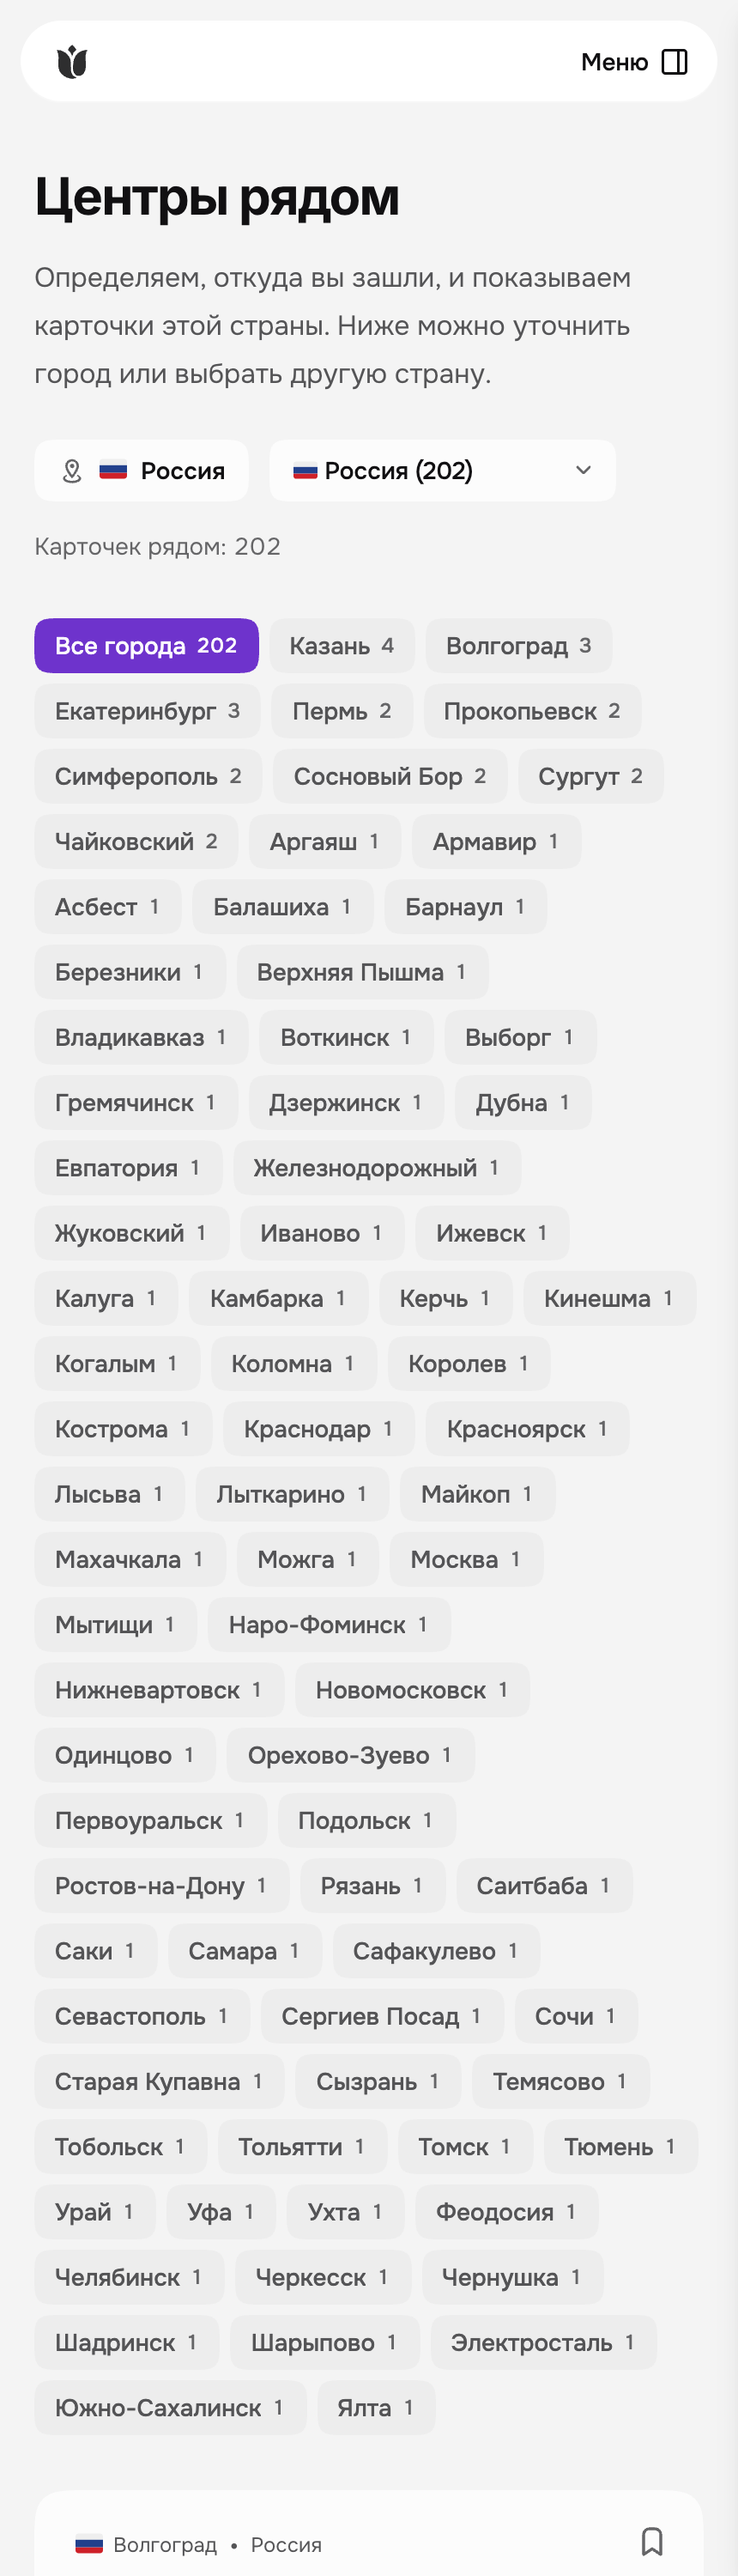 Меню
Центры рядом
Определяем, откуда вы зашли, и показываем
карточки этой страны. Ниже можно уточнить
город или выбрать другую страну.
Россия Россия (202)
Карточек рядом: 202
Все города 202 Казань 4 Волгоград 3
Екатеринбург 3 Пермь 2 Прокопьевск 2
Симферополь 2 Сосновый Бор 2 Сургут 2
Чайковский 2 Аргаяш 1 Армавир 1
Асбест 1 Балашиха 1 Барнаул 1
Березники 1 Верхняя Пышма 1
Владикавказ 1 Воткинск 1 Выборг 1
Гремячинск 1 Дзержинск 1 Дубна 1
Евпатория 1 Железнодорожный 1
Жуковский 1 Иваново 1 Ижевск 1
Калуга 1 Камбарка 1 Керчь 1 Кинешма 1
Когалым 1 Коломна 1 Королев 1
Кострома 1 Краснодар 1 Красноярск 1
Лысьва 1 Лыткарино 1 Майкоп 1
Махачкала 1 Можга 1 Москва 1
Мытищи 1 Наро-Фоминск 1
Нижневартовск 1 Новомосковск 1
Одинцово 1 Орехово-Зуево 1
Первоуральск 1 Подольск 1
Ростов-на-Дону 1 Рязань 1 Саитбаба 1
Саки 1 Самара 1 Сафакулево 1
Севастополь 1 Сергиев Посад 1 Сочи 1
Старая Купавна 1 Сызрань 1 Темясово 1
Тобольск 1 Тольятти 1 Томск 1 Тюмень 1
Урай 1 Уфа 1 Ухта 1 Феодосия 1
Челябинск 1 Черкесск 1 Чернушка 1
Шадринск 1 Шарыпово 1 Электросталь 1
Южно-Сахалинск 1 Ялта 1
Волгоград • Россия